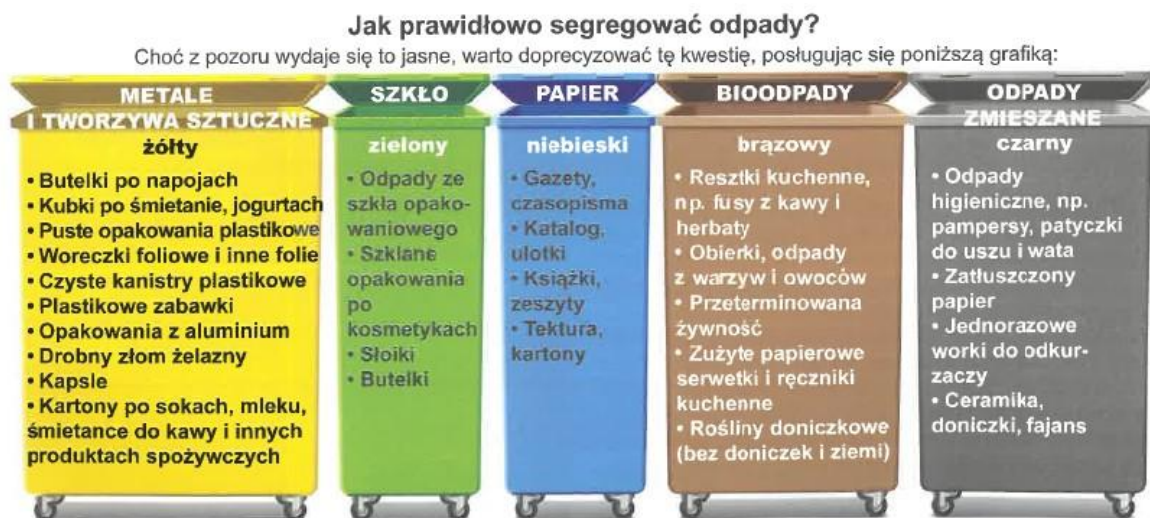 Jak prawidłowo segregować odpady?
Choć z pozoru wydaje się to jasne, warto doprecyzować tę kwestię, posługując się poniższą grafiką:
METALE
I TWORZYWA SZTUCZNE
żółty
• Butelki po napojach
• Kubki po śmietanie, jogurtach
• Puste opakowania plastikowe
• Woreczki foliowe i inne folie
• Czyste kanistry plastikowe
• Plastikowe zabawki
• Opakowania z aluminium
• Drobny złom żelazny
• Kapsle
• Kartony po sokach, mleku,
śmietance do kawy i innych
produktach spożywczych
SZKŁO
zielony
• Odpady ze
szkła opako-
waniowego
• Szklane
opakowania
po
kosmetykach
• Słoiki
• Butelki
PAPIER
niebieski
• Gazety,
czasopisma
• Katalog,
ulotki
• Książki,
zeszyty
• Tektura,
kartony
BIOODPADY
brązowy
• Resztki kuchenne,
np. fusy z kawy i
herbaty
• Obierki, odpady
z warzyw i owoców
• Przeterminowana
żywność
• Zużyte papierowe
serwetki i ręczniki
kuchenne
• Rośliny doniczkowe
(bez doniczek i ziemi)
ODPADY
ZMIESZANE
czarny
• Odpady
higieniczne, np.
pampersy, patyczki
do uszu i wata
• Zatłuszczony
papier
• Jednorazowe
worki do odkur-
zaczy
• Ceramika,
doniczki, fajans